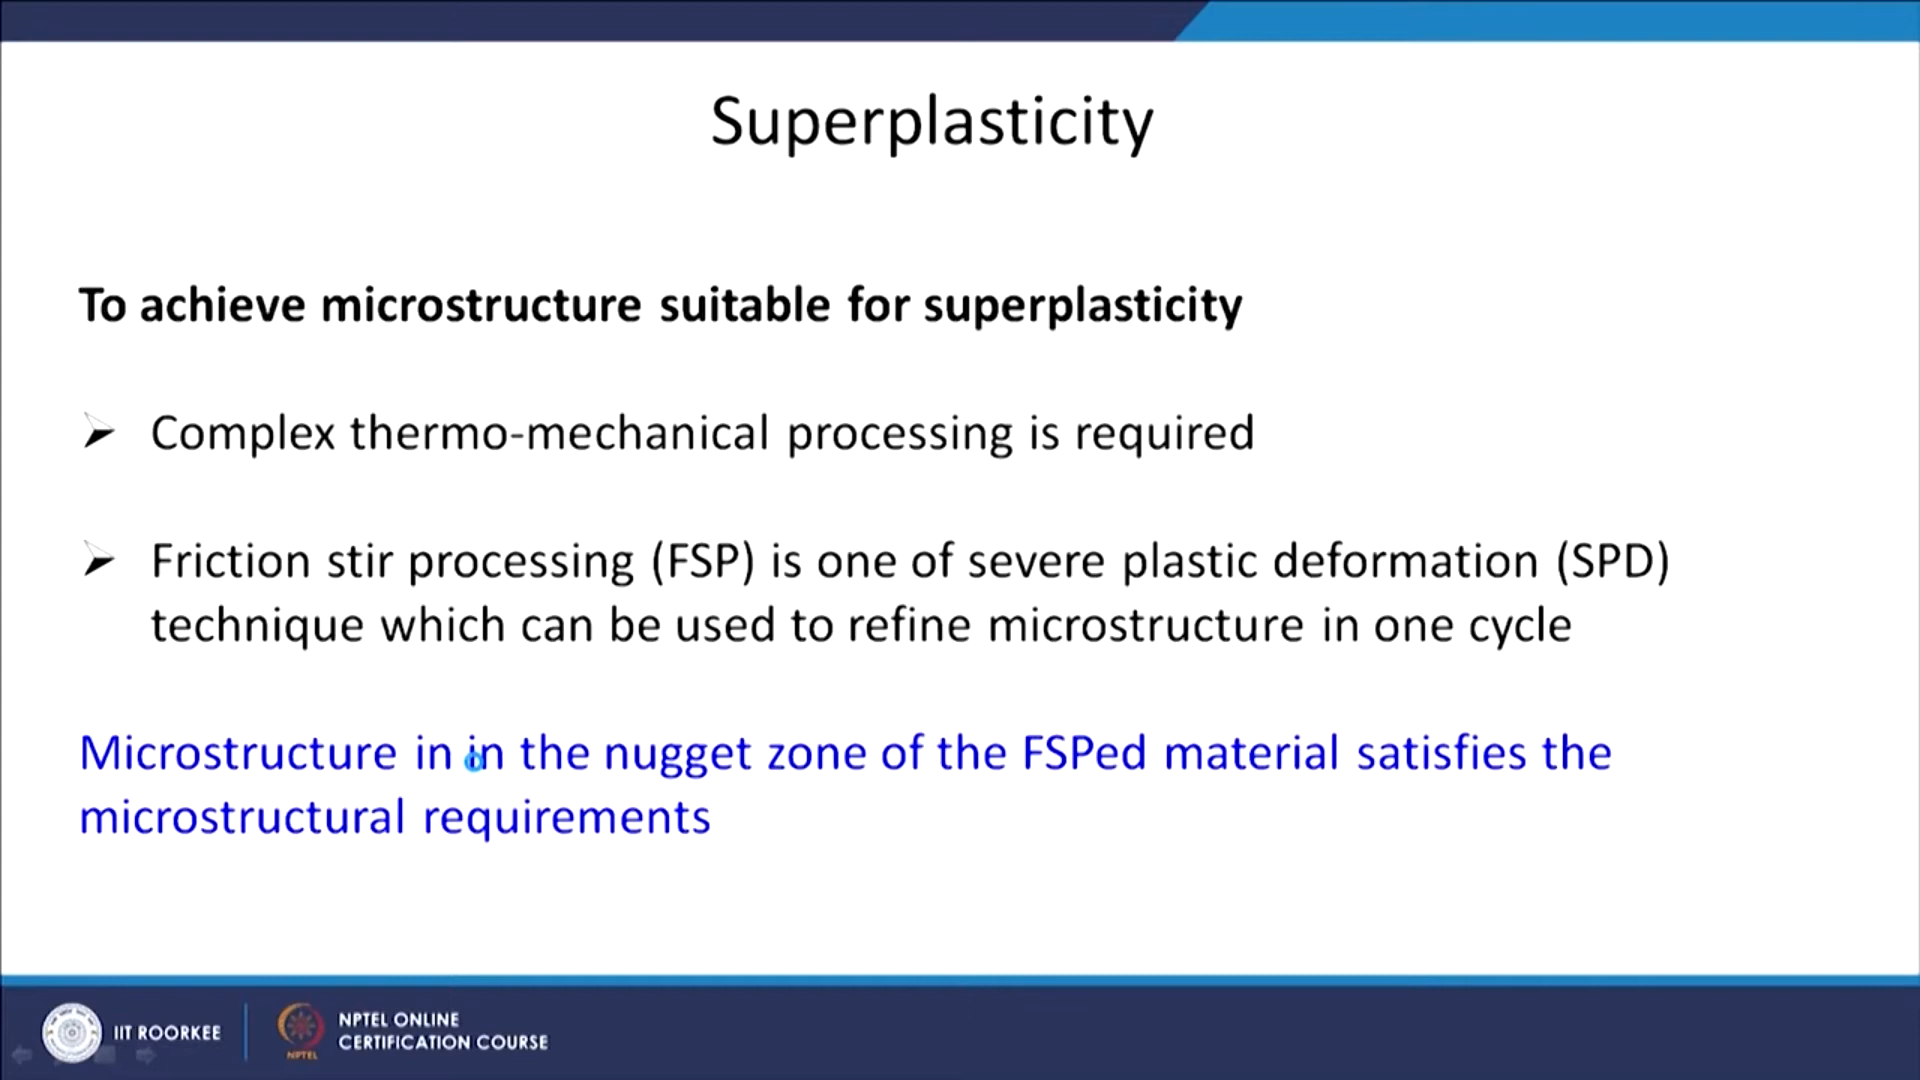 Superplasticity
To achieve microstructure suitable for superplasticity
Complex thermo-mechanical processing is required
Friction stir processing (FSP) is one of severe plastic deformation (SPD)
technique which can be used to refine microstructure in one cycle
Microstructure in in the nugget zone of the FSPed material satisfies the
microstructural requirements
IIT ROORKEE
NPTEL
NPTEL ONLINE
CERTIFICATION COURSE